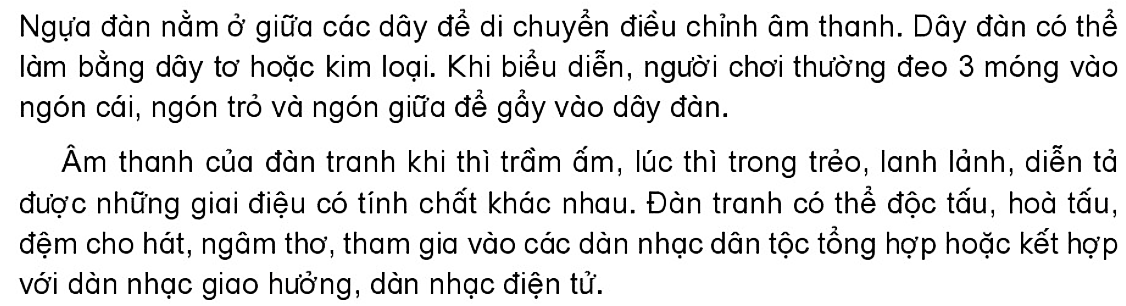 Ngựa đàn nằm ở giữa các dây để di chuyển điều chỉnh âm thanh. Dây đàn có thể
làm bằng dây tơ hoặc kim loại. Khi biểu diễn, người chơi thường đeo 3 móng vào
ngón cái, ngón trỏ và ngón giữa để gẩy vào dây đàn.
Âm thanh của đàn tranh khi thì trầm ấm, lúc thì trong trẻo, lanh lảnh, diễn tả
được những giai điệu có tính chất khác nhau. Đàn tranh có thể độc tấu, hoà tấu,
đệm cho hát, ngâm thơ, tham gia vào các dàn nhạc dân tộc tổng hợp hoặc kết hợp
với dàn nhạc giao hưởng, dàn nhạc điện tử.